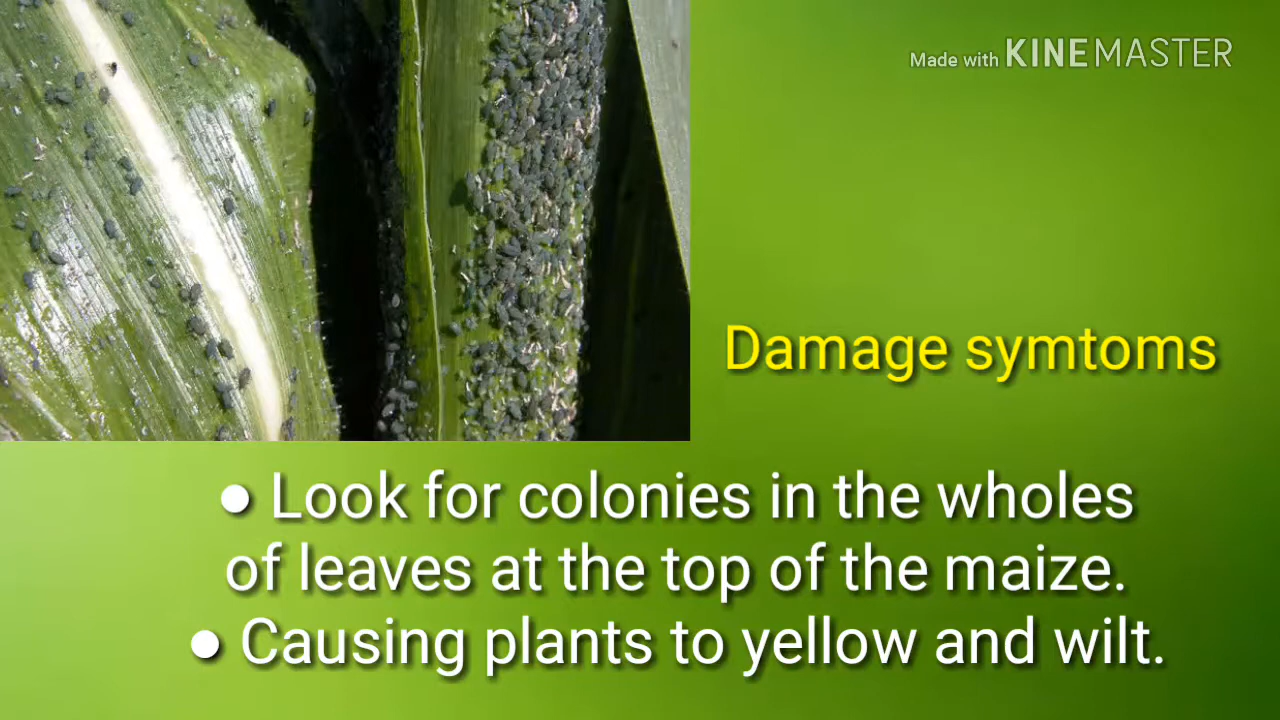 Made with KINEMASTER
Damage symtoms
● Look for colonies in the wholes
of leaves at the top of the maize.
● Causing plants to yellow and wilt.